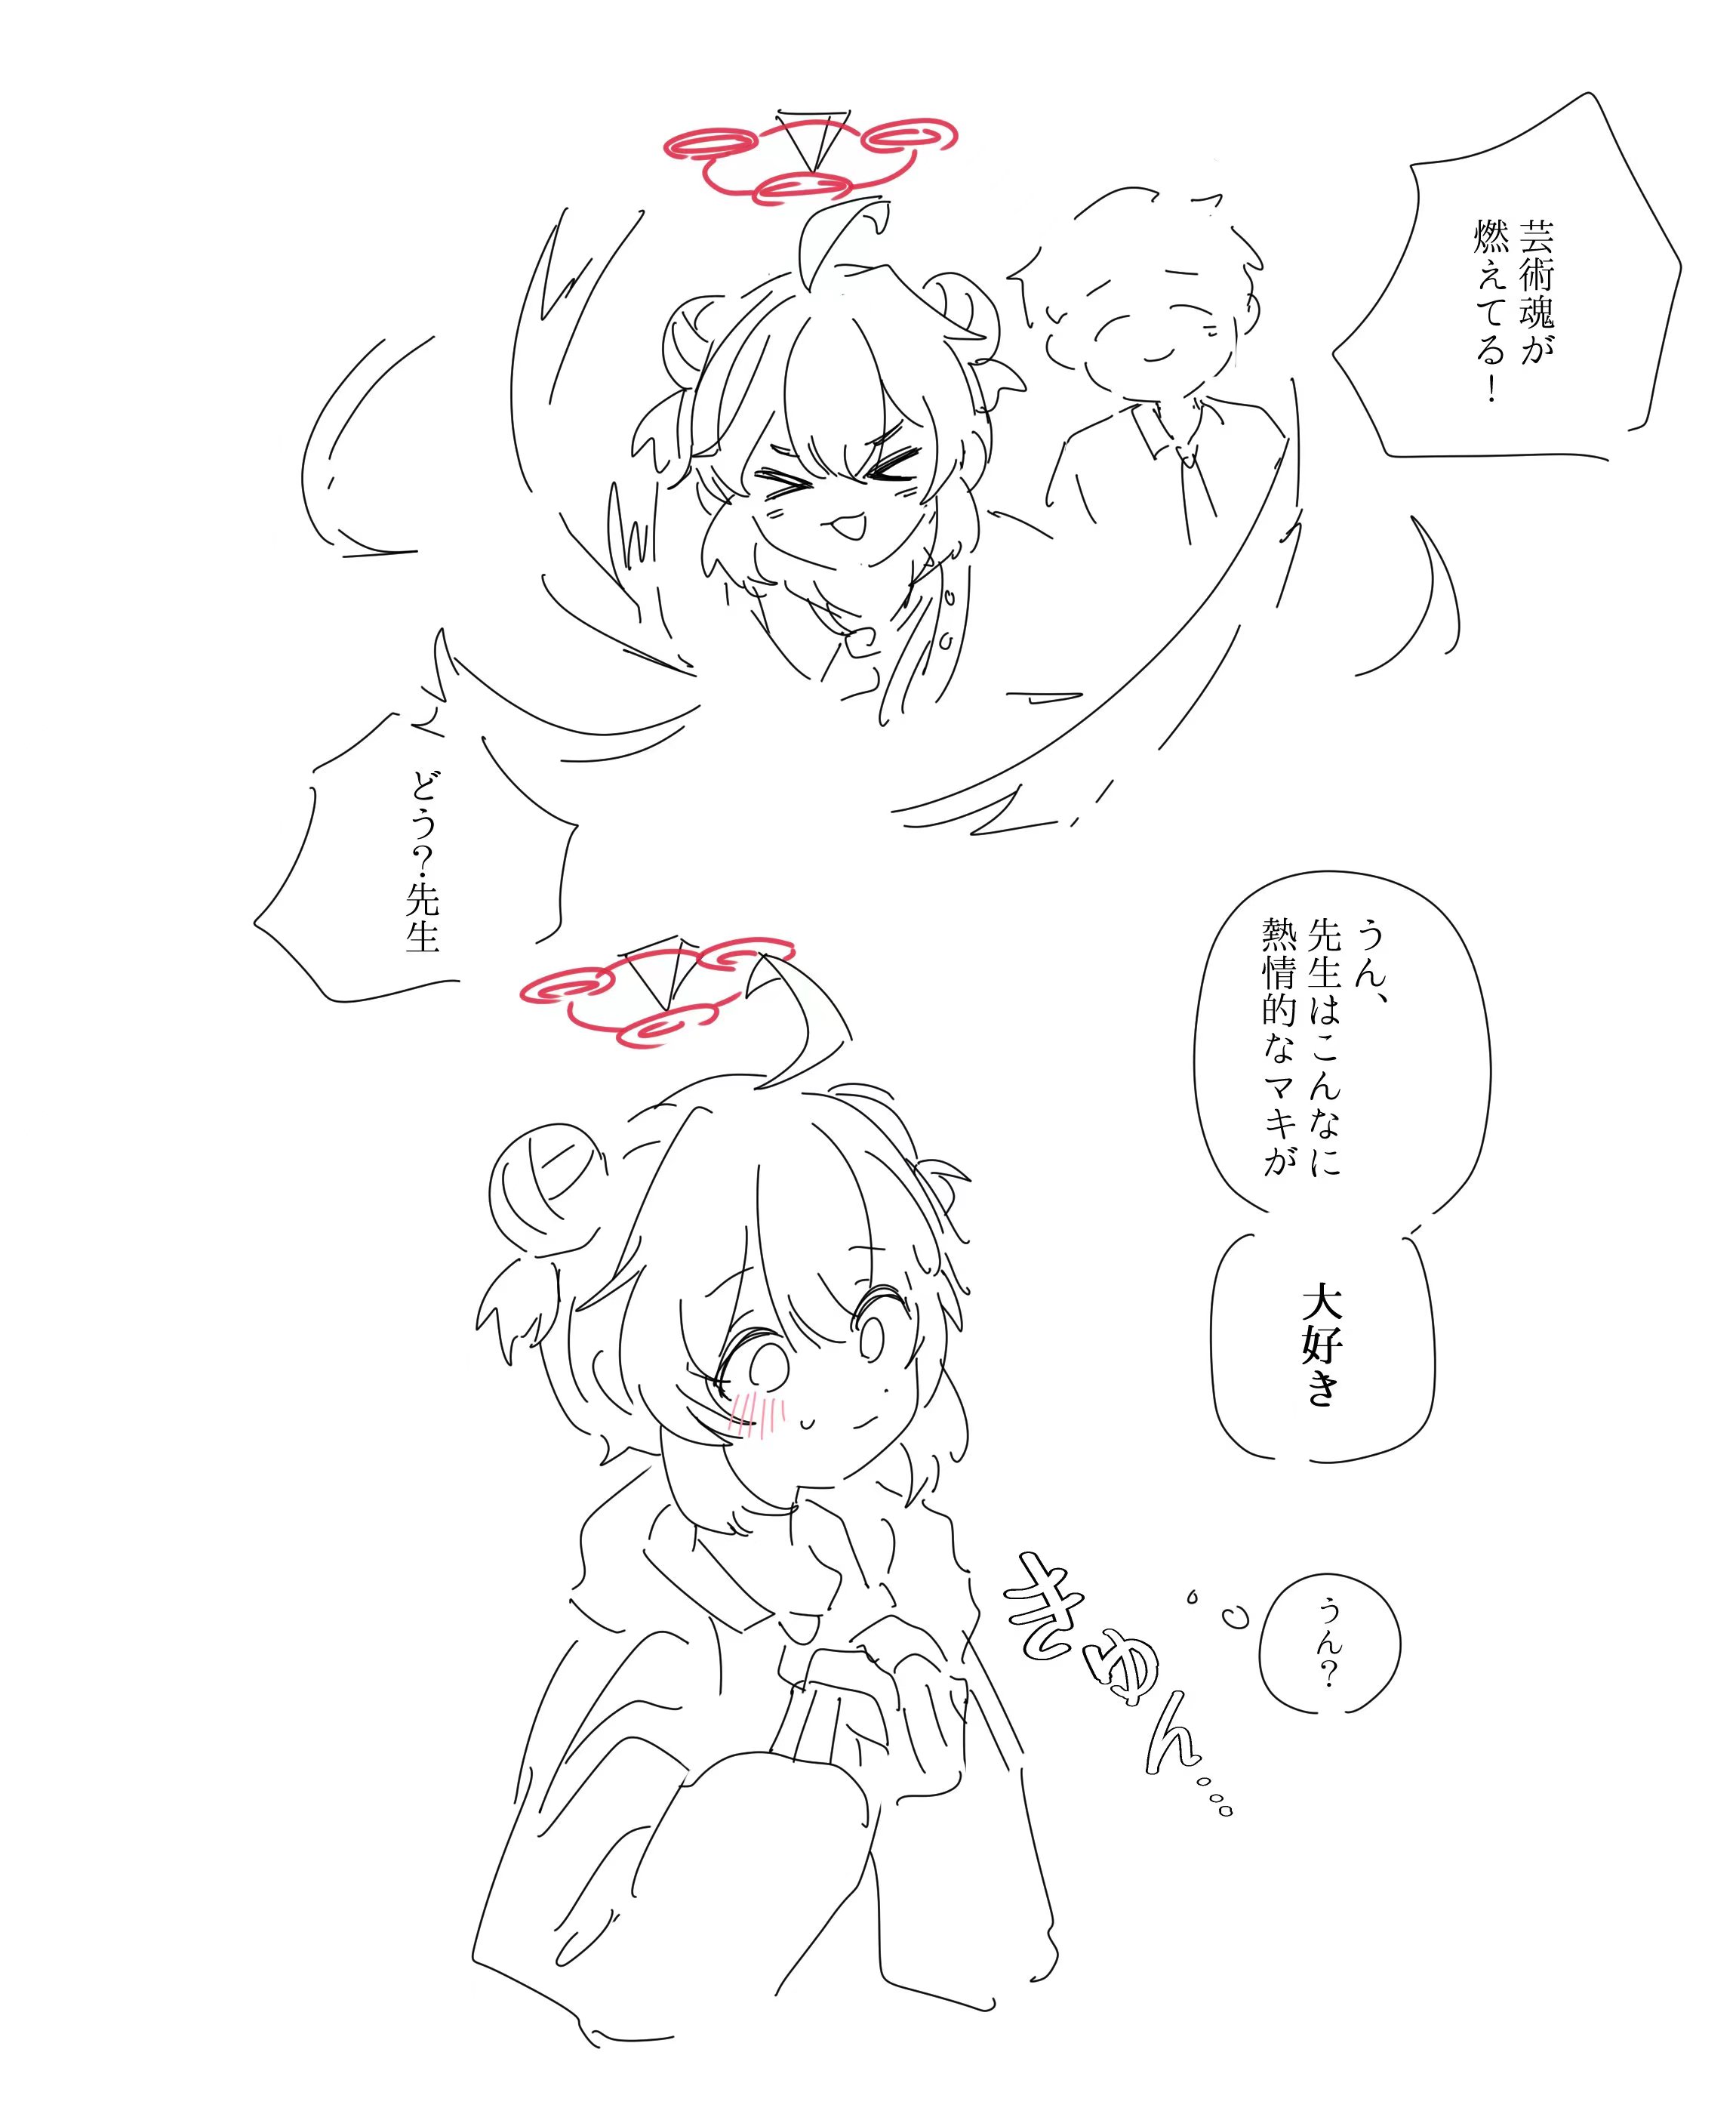 芸術魂が
燃えてる！
どう？先生
うん、
先生はこんなに
熱情的なマキが
大好き
うん？
きゅん…